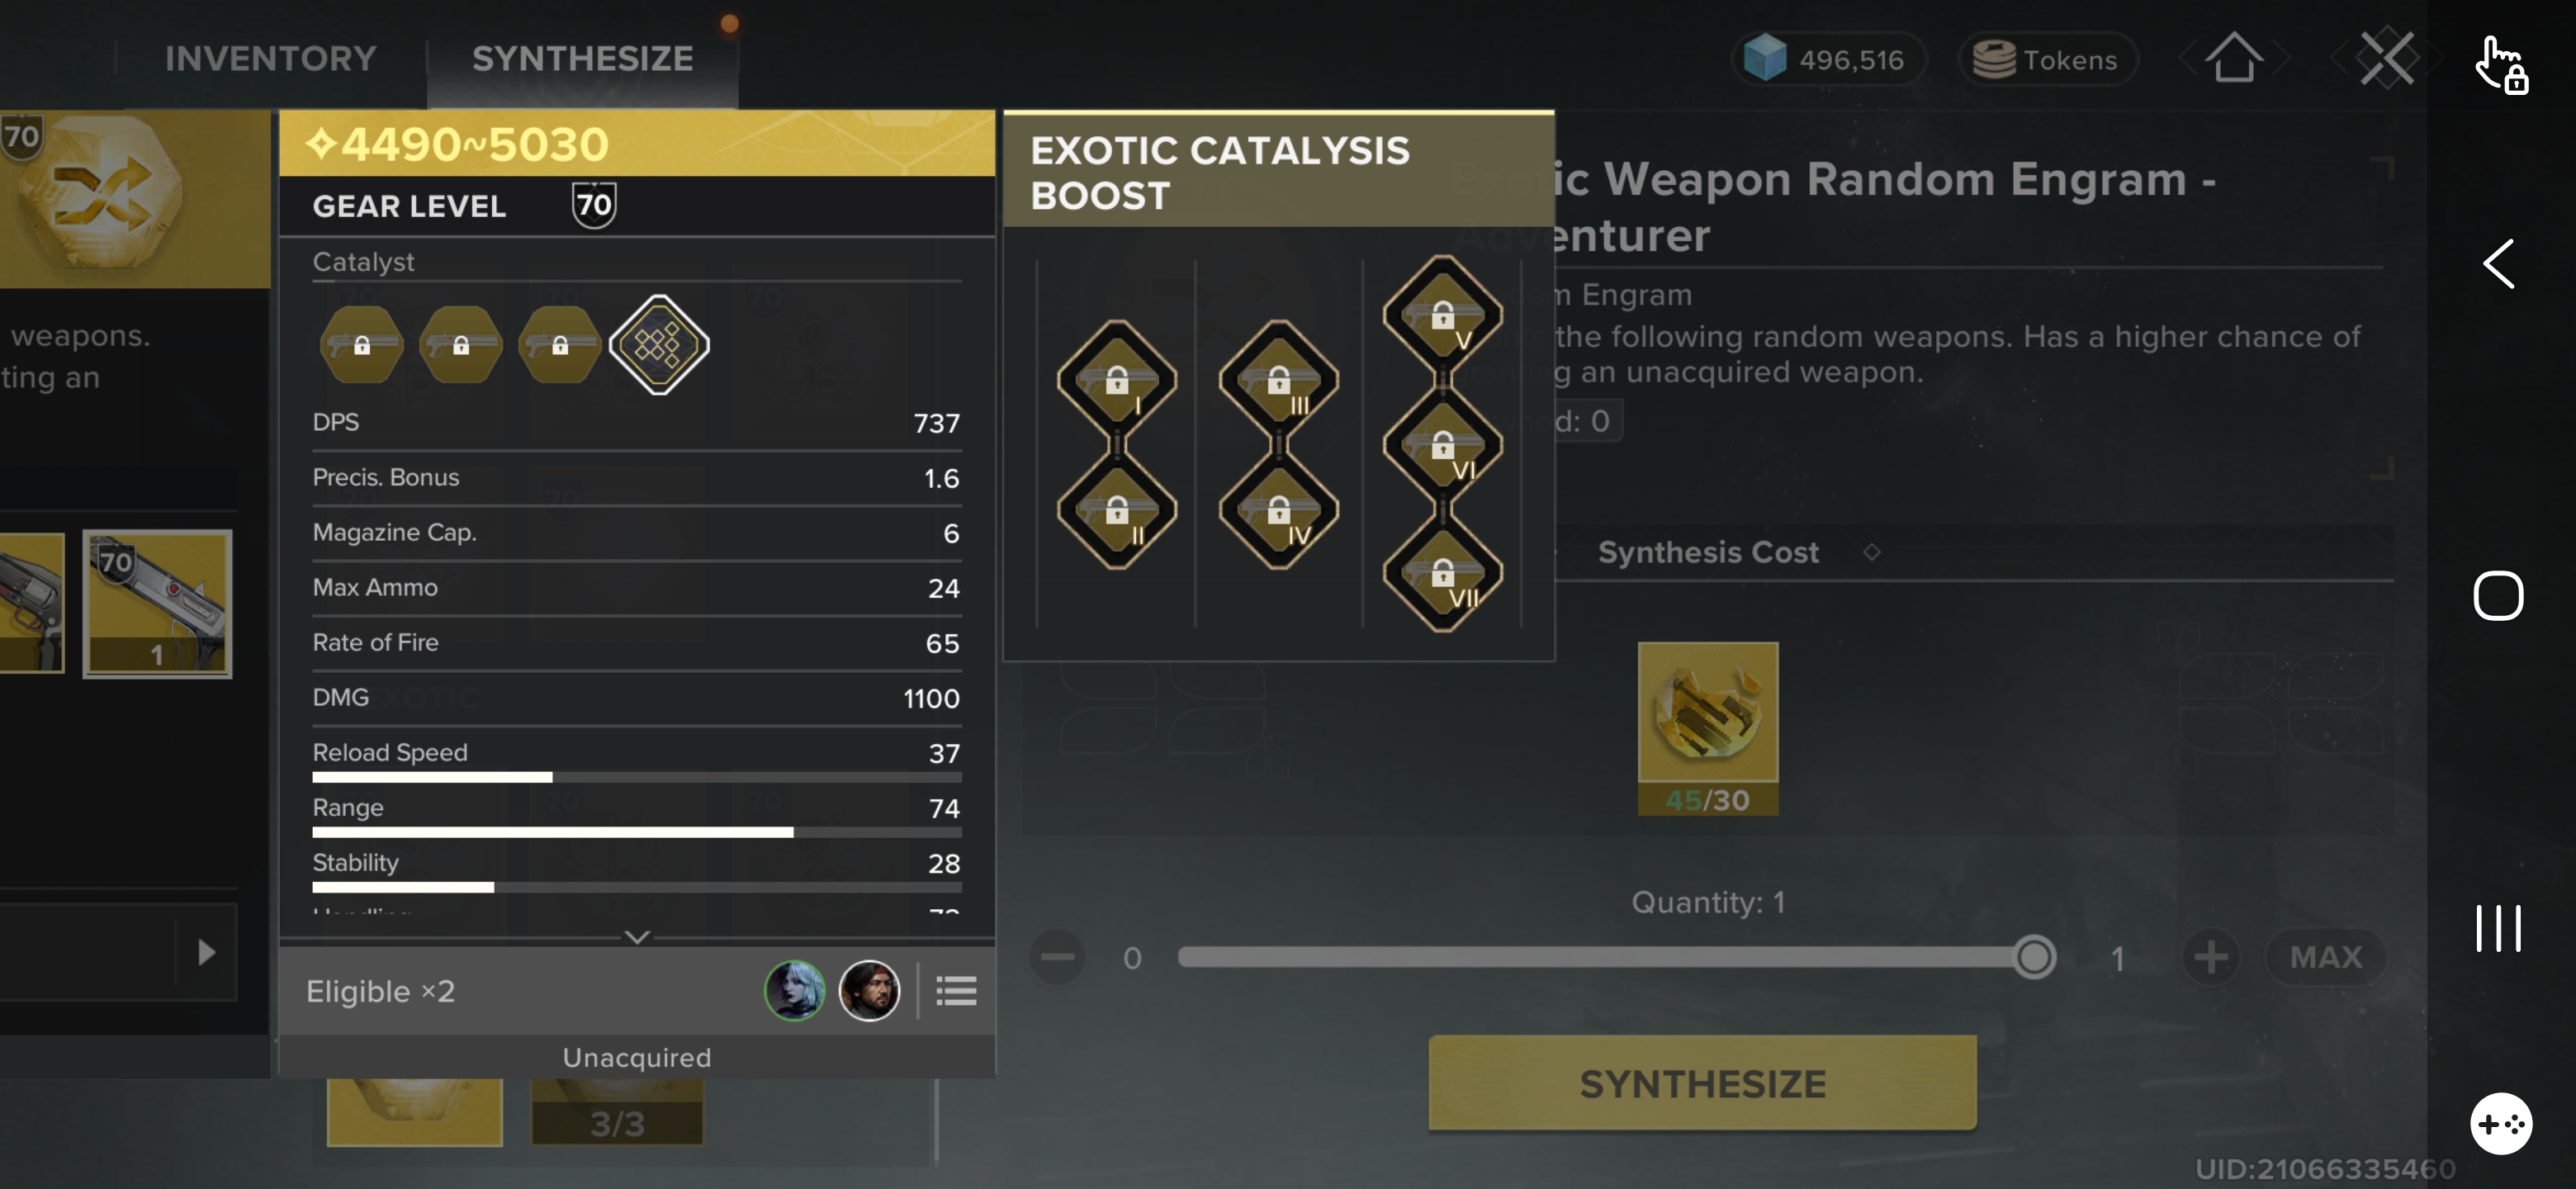 INVENTORY
SYNTHESIZE
496,516
Tokens
70
weapons.
ting an
70
1
4490~5030
GEAR LEVEL 70
Catalyst
DPS 737
Precis. Bonus 1.6
Magazine Cap. 6
Max Ammo 24
Rate of Fire 65
DMG 1100
Reload Speed 37
Range 74
Stability 28
Eligible ×2
Unacquired
3/3
EXOTIC CATALYSIS
BOOST
I
II
III
IV
V
VI
VII
ic Weapon Random Engram -
enturer
m Engram
the following random weapons. Has a higher chance of
g an unacquired weapon.
d: 0
Synthesis Cost
45/30
Quantity: 1
0
1
MAX
SYNTHESIZE
UID:21066335460